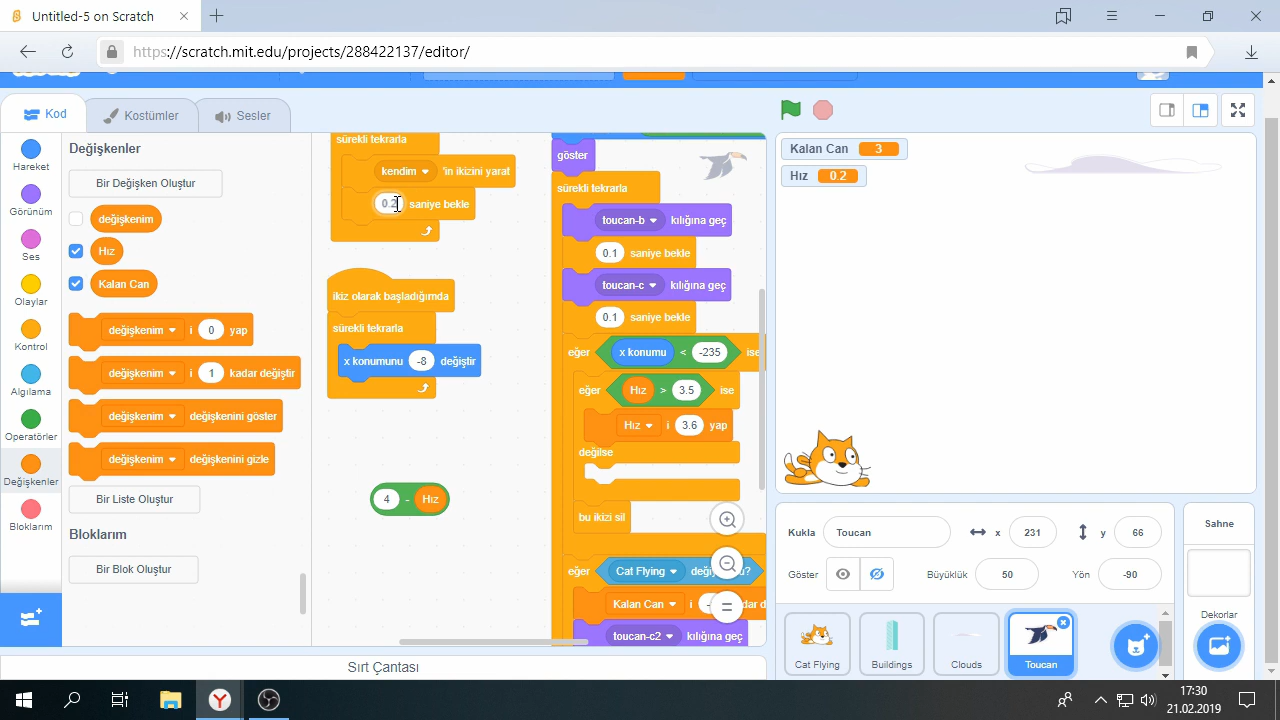 Untitled-5 on Scratch
https://scratch.mit.edu/projects/288422137/editor/
Kod
Kostümler
Sesler
Hareket
Görünüm
Ses
Olaylar
Kontrol
Algılama
Operatörler
Değişkenler
Bloklarım
Değişkenler
Bir Değişken Oluştur
değişkenim
Hız
Kalan Can
değişkenim i 0 yap
değişkenim i 1 kadar değiştir
değişkenim değişkenini göster
değişkenim değişkenini gizle
Bir Liste Oluştur
Bloklarım
Bir Blok Oluştur
sürekli tekrarla
kendim 'in ikizini yarat
0.2 saniye bekle
ikiz olarak başladığımda
sürekli tekrarla
x konumunu -8 değiştir
4 - Hız
göster
sürekli tekrarla
toucan-b kılığına geç
0.1 saniye bekle
toucan-c kılığına geç
0.1 saniye bekle
eğer x konumu < -235 ise
eğer Hız > 3.5 ise
Hız i 3.6 yap
değilse
bu ikizi sil
eğer Cat Flying
Kalan Can i
toucan-c2 kılığına geç
Sırt Çantası
Kalan Can 3
Hız 0.2
Kukla Toucan x 231 y 66
Göster Büyüklük 50 Yön -90
Cat Flying
Buildings
Clouds
Toucan
Sahne
Dekorlar
17:30
21.02.2019